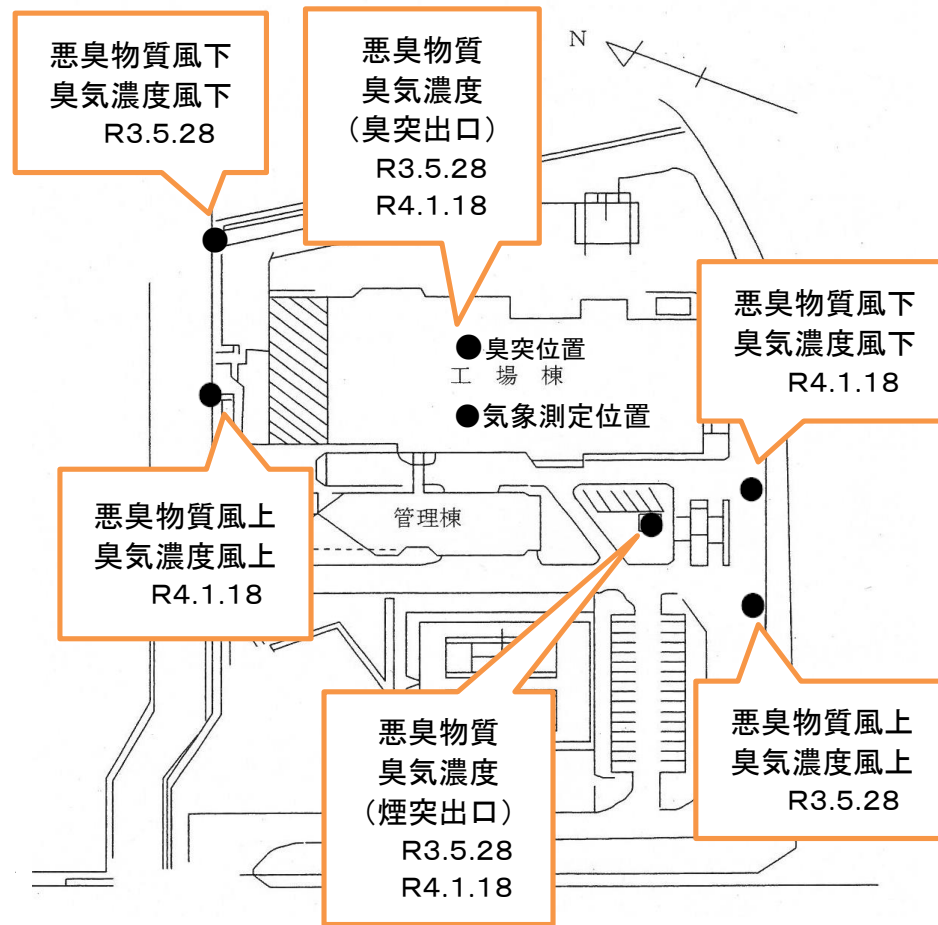 悪臭物質風下
臭気濃度風下
R3.5.28
悪臭物質
臭気濃度
(臭突出口)
R3.5.28
R4.1.18
N
悪臭物質風下
臭気濃度風下
R4.1.18
臭突位置
工場棟
気象測定位置
悪臭物質風上
臭気濃度風上
R4.1.18
管理棟
悪臭物質
臭気濃度
(煙突出口)
R3.5.28
R4.1.18
悪臭物質風上
臭気濃度風上
R3.5.28